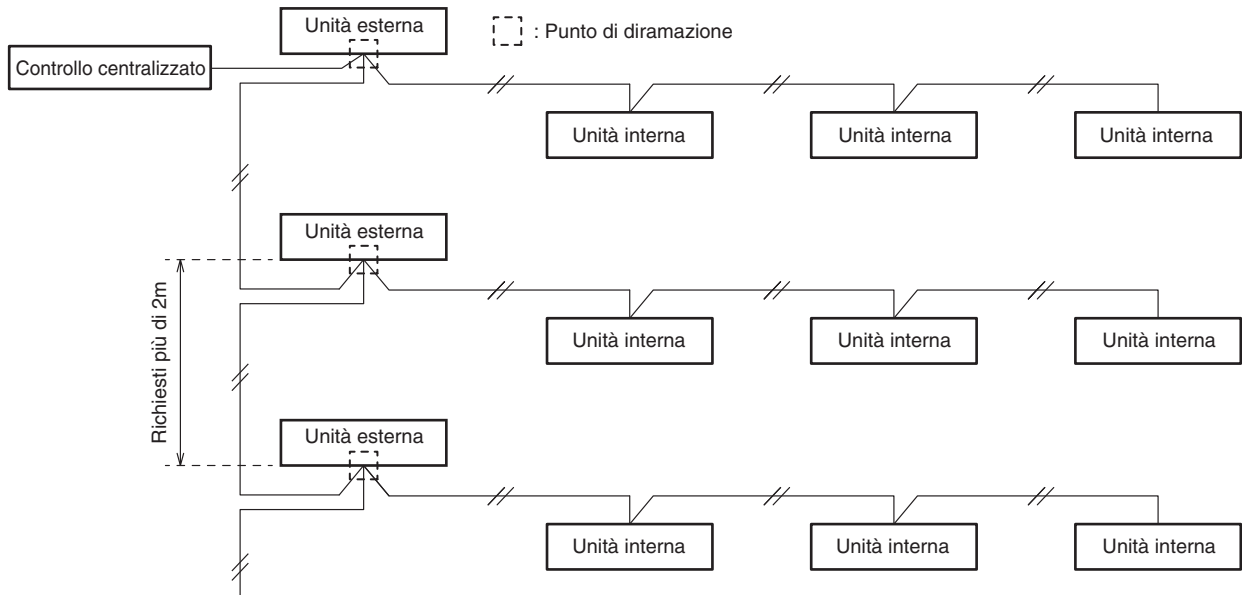 Unità esterna
: Punto di diramazione
Controllo centralizzato
Unità interna
Unità interna
Unità interna
Unità esterna
Richiesti più di 2m
Unità interna
Unità interna
Unità interna
Unità esterna
Unità interna
Unità interna
Unità interna